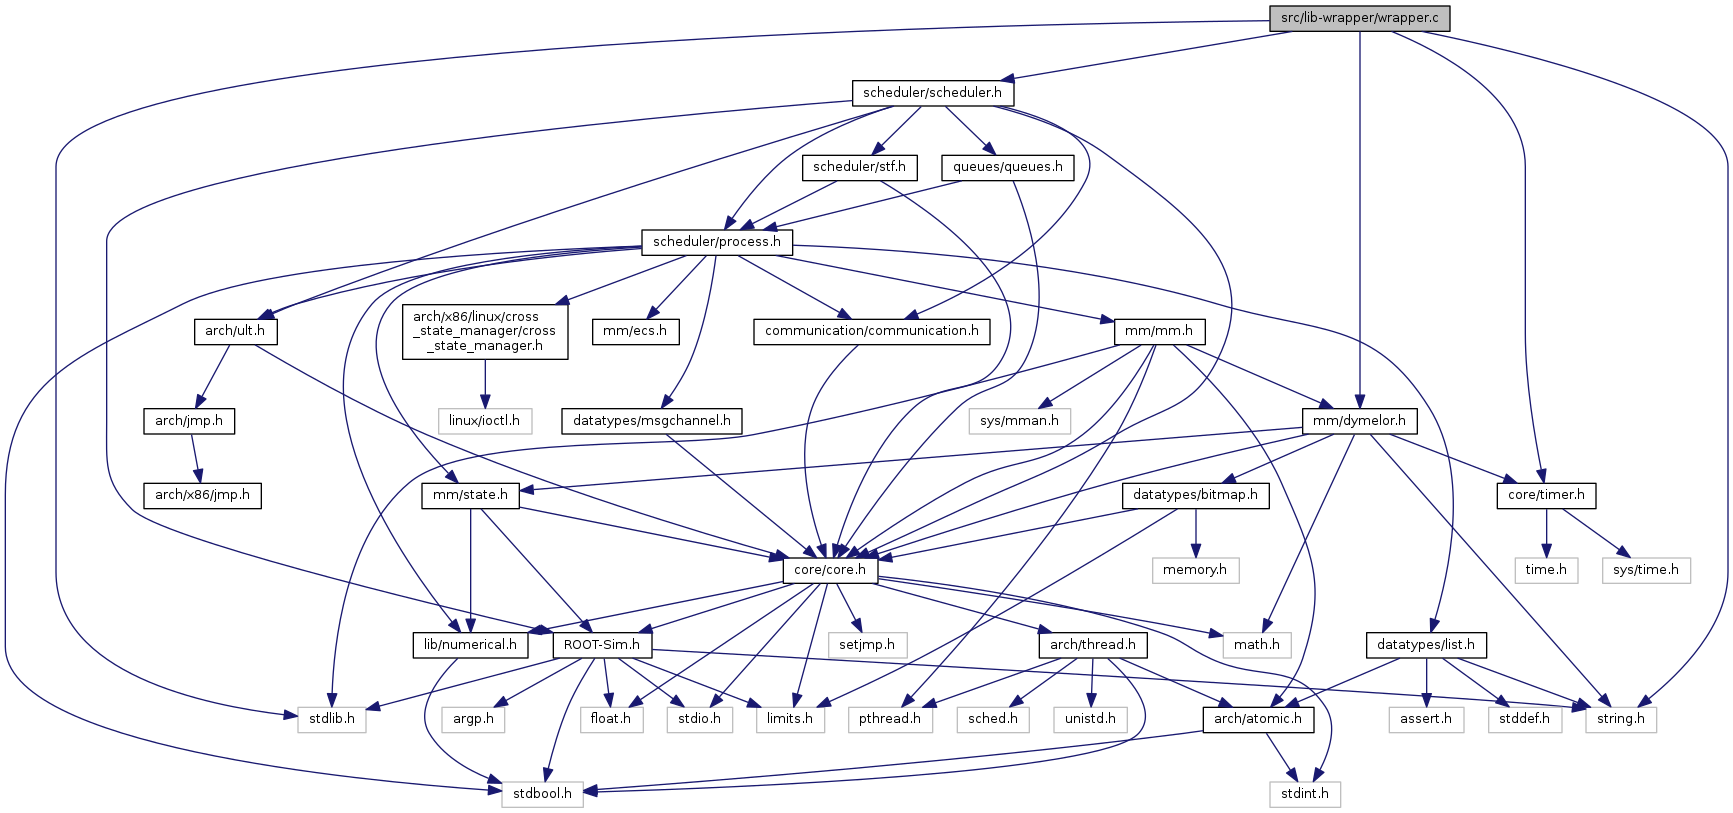 src/lib-wrapper/wrapper.c
scheduler/scheduler.h
scheduler/stf.h
queues/queues.h
scheduler/process.h
arch/ult.h
arch/x86/linux/cross
_state_manager/cross
_state_manager.h
mm/ecs.h
communication/communication.h
mm/mm.h
arch/jmp.h
linux/ioctl.h
datatypes/msgchannel.h
sys/mman.h
mm/dymelor.h
arch/x86/jmp.h
mm/state.h
datatypes/bitmap.h
core/timer.h
core/core.h
memory.h
time.h
sys/time.h
lib/numerical.h
ROOT-Sim.h
setjmp.h
arch/thread.h
math.h
datatypes/list.h
stdlib.h
argp.h
float.h
stdio.h
limits.h
pthread.h
sched.h
unistd.h
arch/atomic.h
assert.h
stddef.h
string.h
stdbool.h
stdint.h